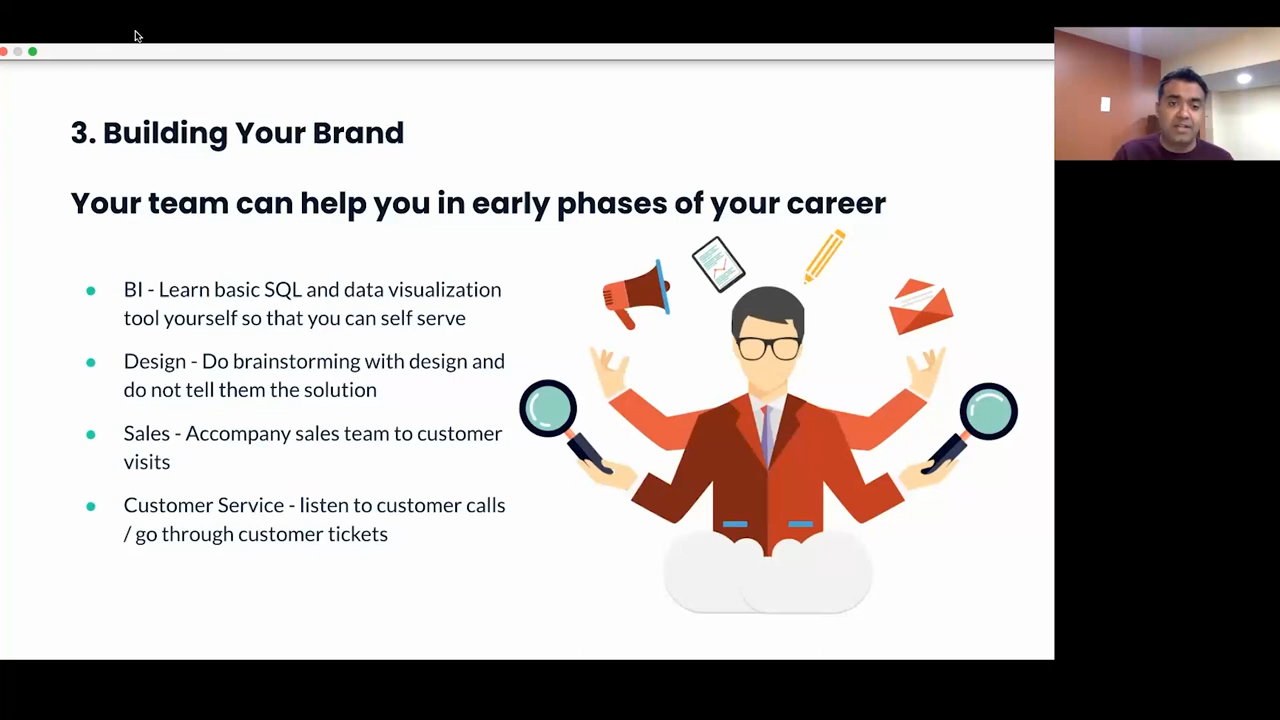 3. Building Your Brand
Your team can help you in early phases of your career
BI - Learn basic SQL and data visualization
tool yourself so that you can self serve
Design - Do brainstorming with design and
do not tell them the solution
Sales - Accompany sales team to customer
visits
Customer Service - listen to customer calls
/ go through customer tickets